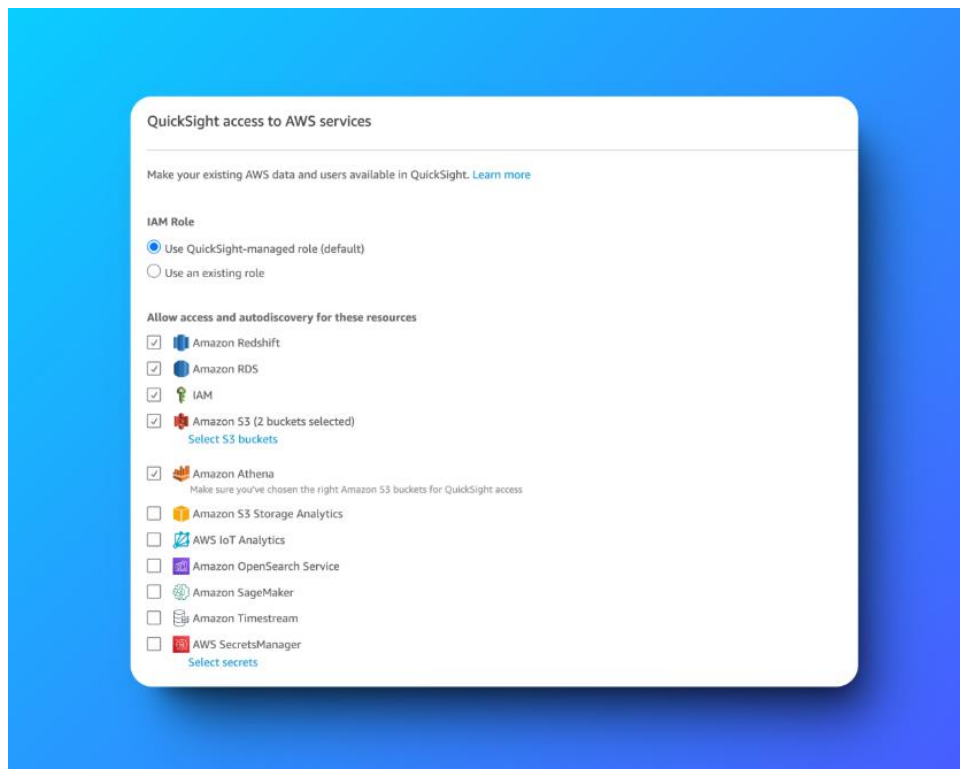 QuickSight access to AWS services
Make your existing AWS data and users available in QuickSight. Learn more
IAM Role
Use QuickSight-managed role (default)
Use an existing role
Allow access and autodiscovery for these resources
Amazon Redshift
Amazon RDS
IAM
Amazon S3 (2 buckets selected)
Select S3 buckets
Amazon Athena
Make sure you've chosen the right Amazon S3 buckets for QuickSight access
Amazon S3 Storage Analytics
AWS IoT Analytics
Amazon OpenSearch Service
Amazon SageMaker
Amazon Timestream
AWS SecretsManager
Select secrets